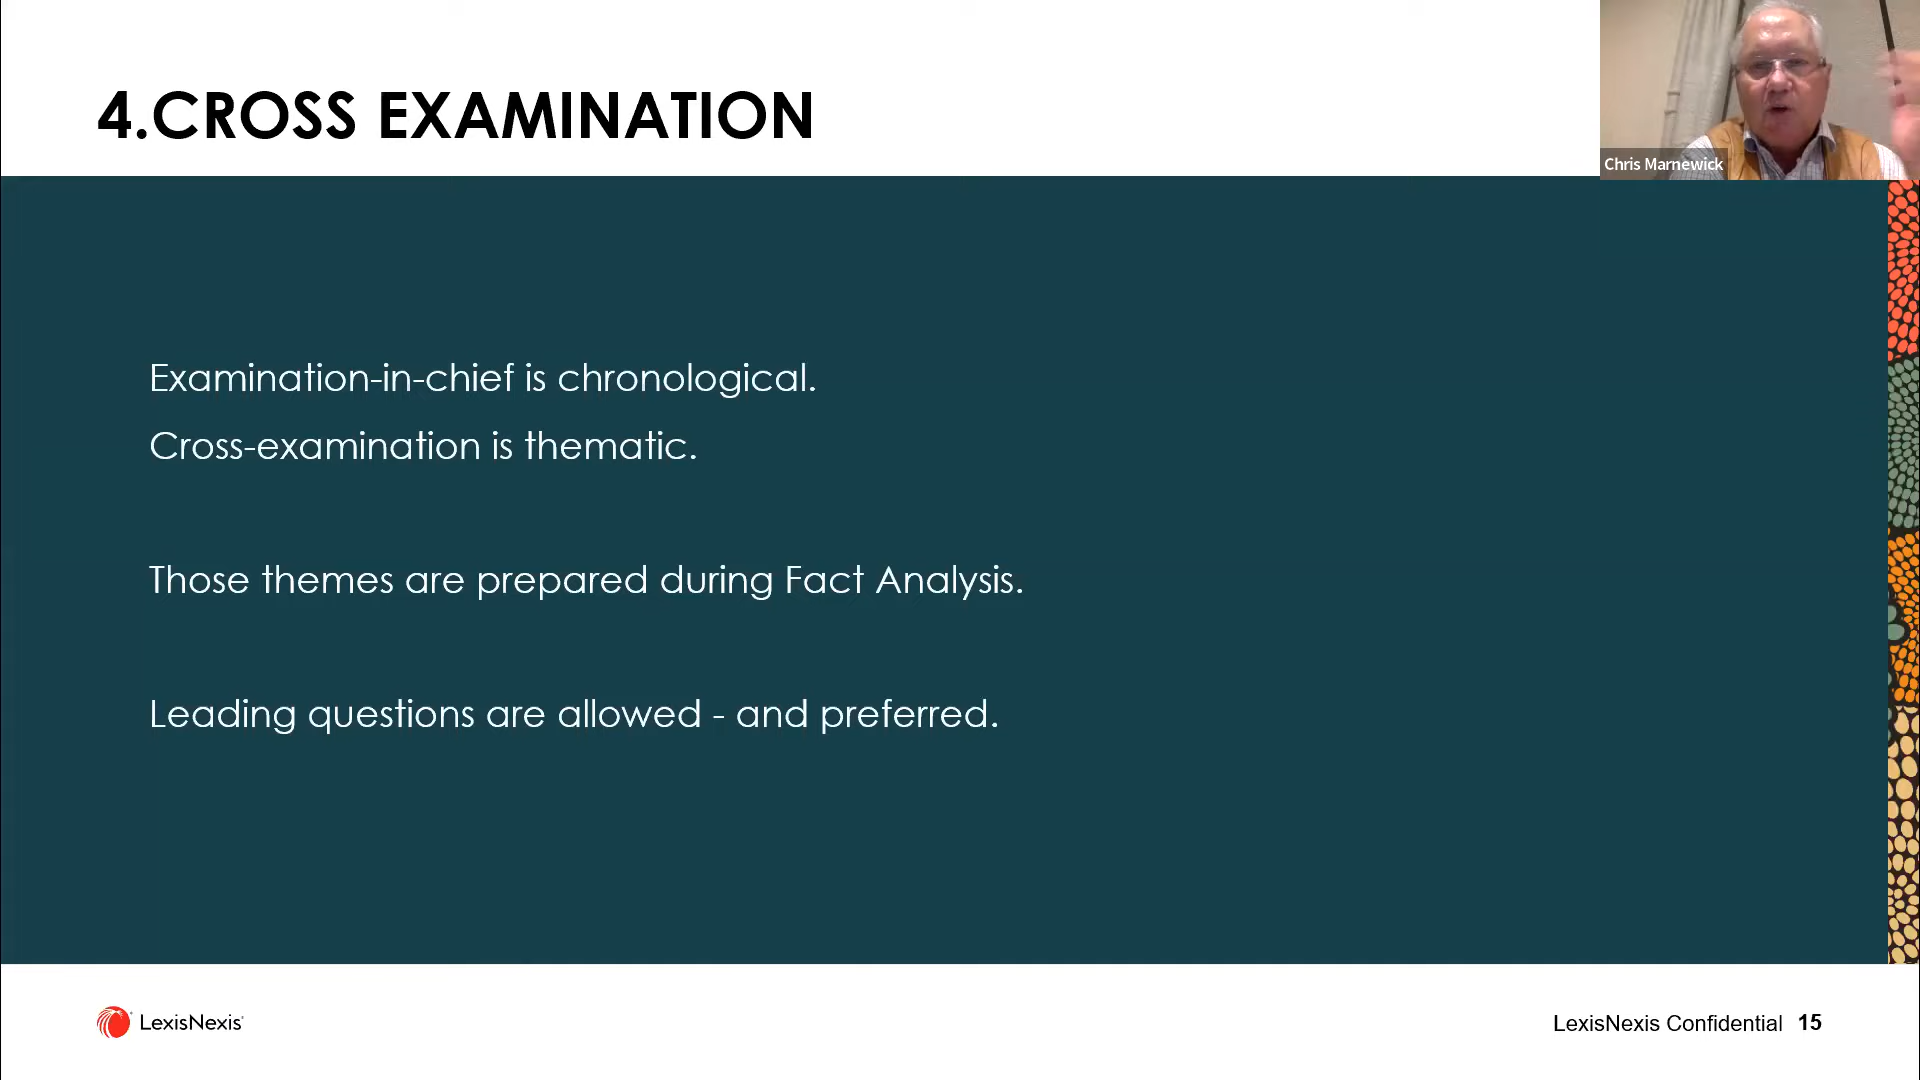 4.CROSS EXAMINATION
Chris Marnewick
Examination-in-chief is chronological.
Cross-examination is thematic.
Those themes are prepared during Fact Analysis.
Leading questions are allowed - and preferred.
LexisNexis
LexisNexis Confidential 15